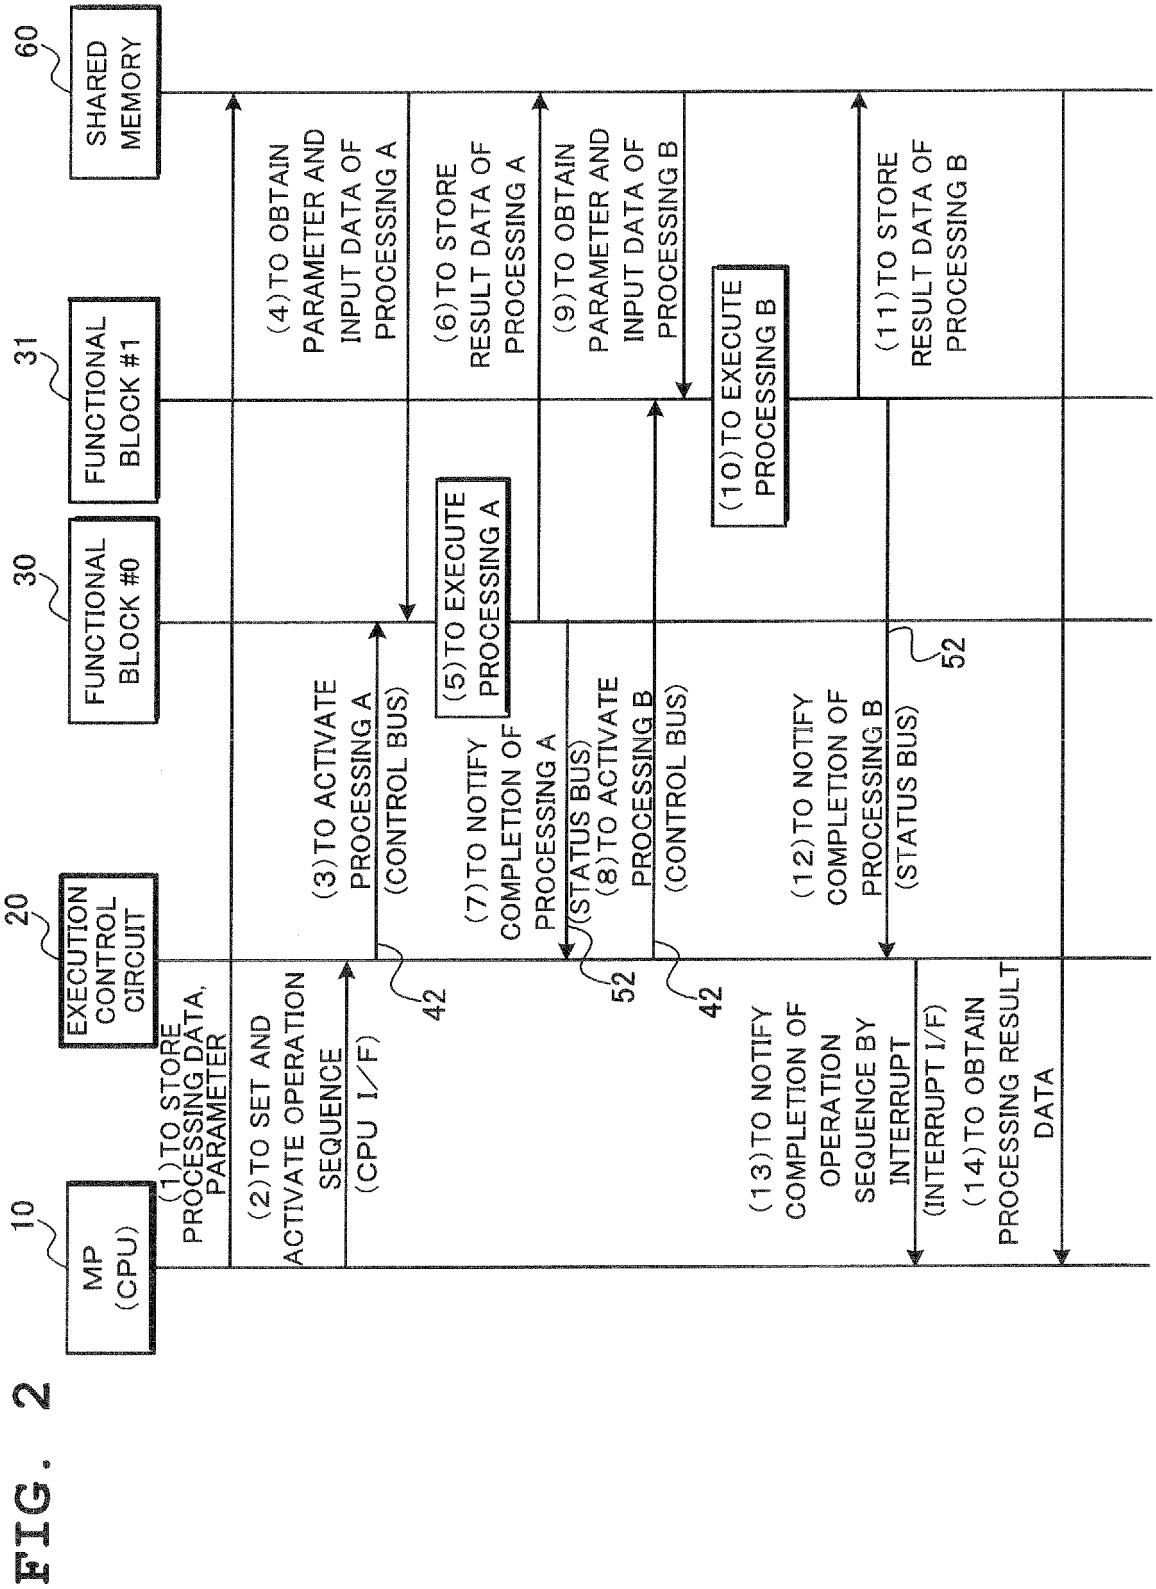 FIG. 2
10
MP
(CPU)
20
EXECUTION
CONTROL
CIRCUIT
30
FUNCTIONAL
BLOCK #0
31
FUNCTIONAL
BLOCK #1
60
SHARED
MEMORY
(1)TO STORE
PROCESSING DATA,
PARAMETER
(2)TO SET AND
ACTIVATE OPERATION
SEQUENCE
(CPU I/F)
(3)TO ACTIVATE
PROCESSING A
(CONTROL BUS)
42
(4)TO OBTAIN
PARAMETER AND
INPUT DATA OF
PROCESSING A
(5)TO EXECUTE
PROCESSING A
(6)TO STORE
RESULT DATA OF
PROCESSING A
(7)TO NOTIFY
COMPLETION OF
PROCESSING A
(STATUS BUS)
52
(8)TO ACTIVATE
PROCESSING B
(CONTROL BUS)
42
(9)TO OBTAIN
PARAMETER AND
INPUT DATA OF
PROCESSING B
(10)TO EXECUTE
PROCESSING B
(11)TO STORE
RESULT DATA OF
PROCESSING B
(12)TO NOTIFY
COMPLETION OF
PROCESSING B
(STATUS BUS)
52
(13)TO NOTIFY
COMPLETION OF
OPERATION
SEQUENCE BY
INTERRUPT
(INTERRUPT I/F)
(14)TO OBTAIN
PROCESSING RESULT
DATA